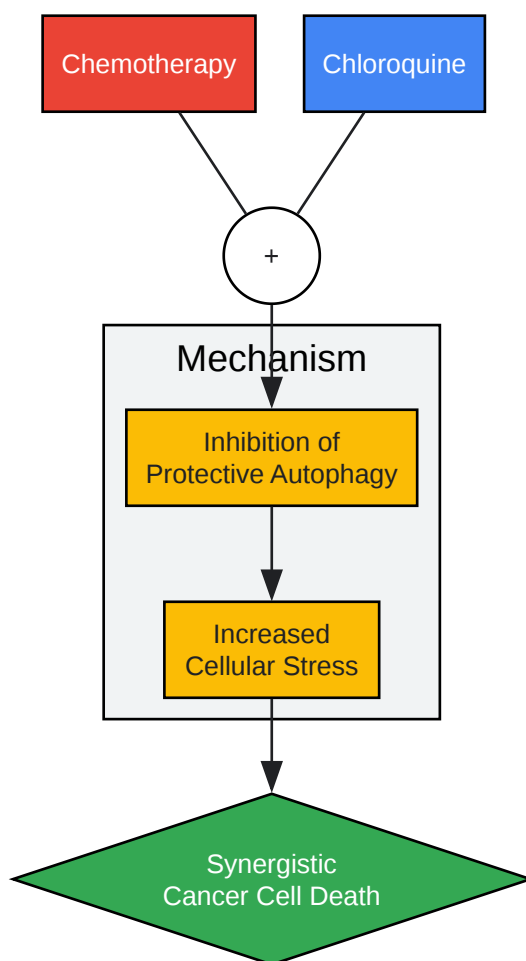 Chemotherapy
Chloroquine
+
Mechanism
Inhibition of
Protective Autophagy
Increased
Cellular Stress
Synergistic
Cancer Cell Death